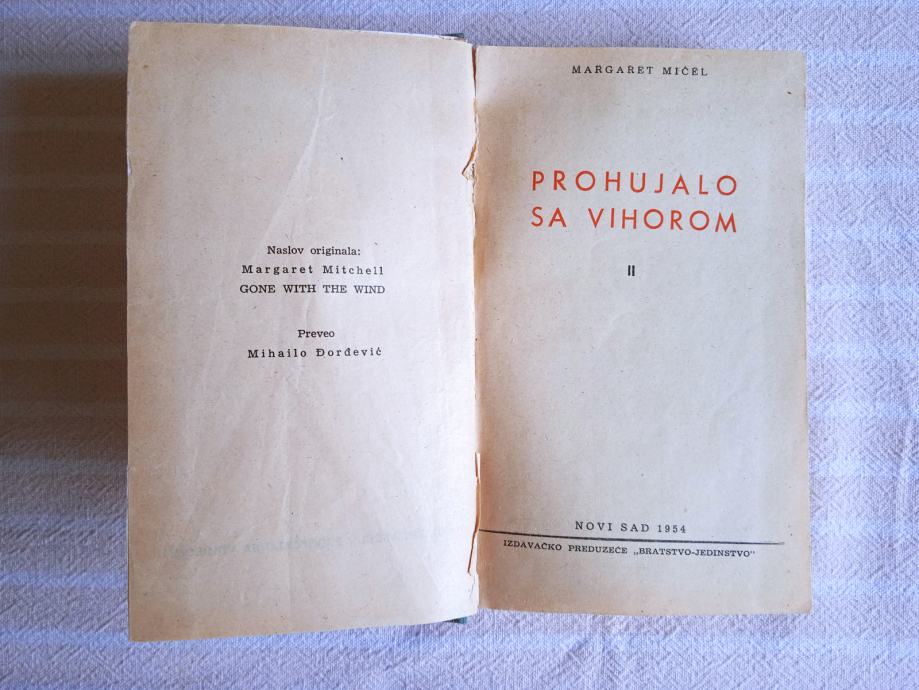 Naslov originala:
Margaret Mitchell
GONE WITH THE WIND
Preveo
Mihailo Đorđević
MARGARET MIČEL
PROHUJALO
SA VIHOROM
II
NOVI SAD 1954
IZDAVAČKO PREDUZEĆE „BRATSTVO-JEDINSTVO"